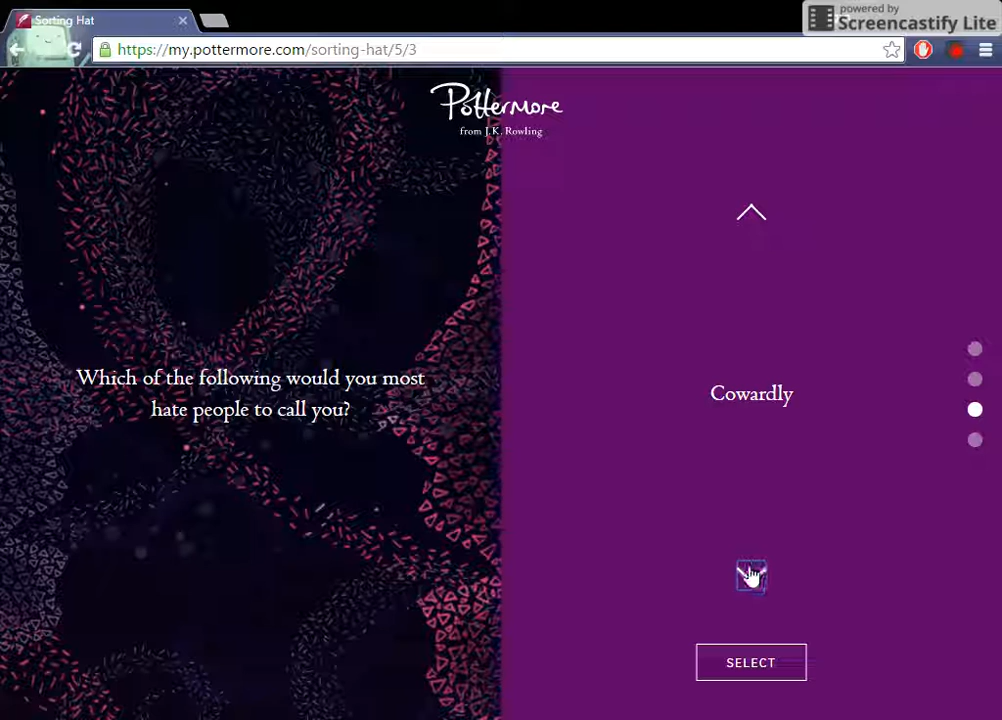 powered by
Screencastify Lite
Sorting Hat
https://my.pottermore.com/sorting-hat/5/3
Pottermore
from J.K. Rowling
Which of the following would you most
hate people to call you?
Cowardly
SELECT